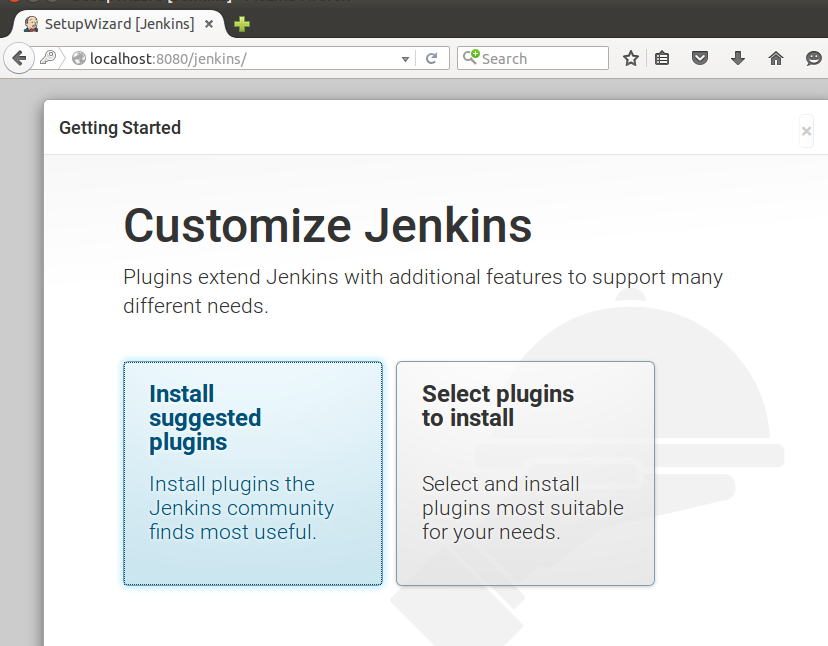 SetupWizard [Jenkins]
localhost:8080/jenkins/
Search
Getting Started
Customize Jenkins
Plugins extend Jenkins with additional features to support many
different needs.
Install
suggested
plugins
Install plugins the
Jenkins community
finds most useful.
Select plugins
to install
Select and install
plugins most suitable
for your needs.